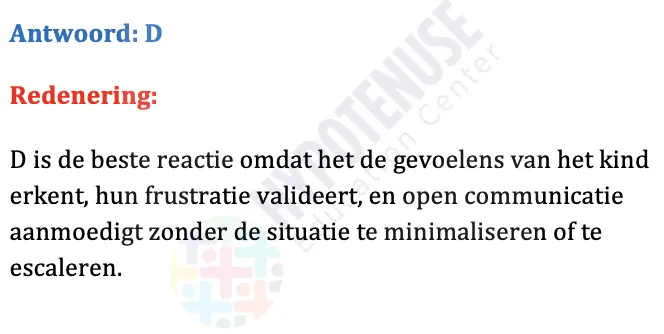 Antwoord: D
Redenering:
D is de beste reactie omdat het de gevoelens van het kind
erkent, hun frustratie valideert, en open communicatie
aanmoedigt zonder de situatie te minimaliseren of te
escaleren.
HYPOTENUSE
Education Center